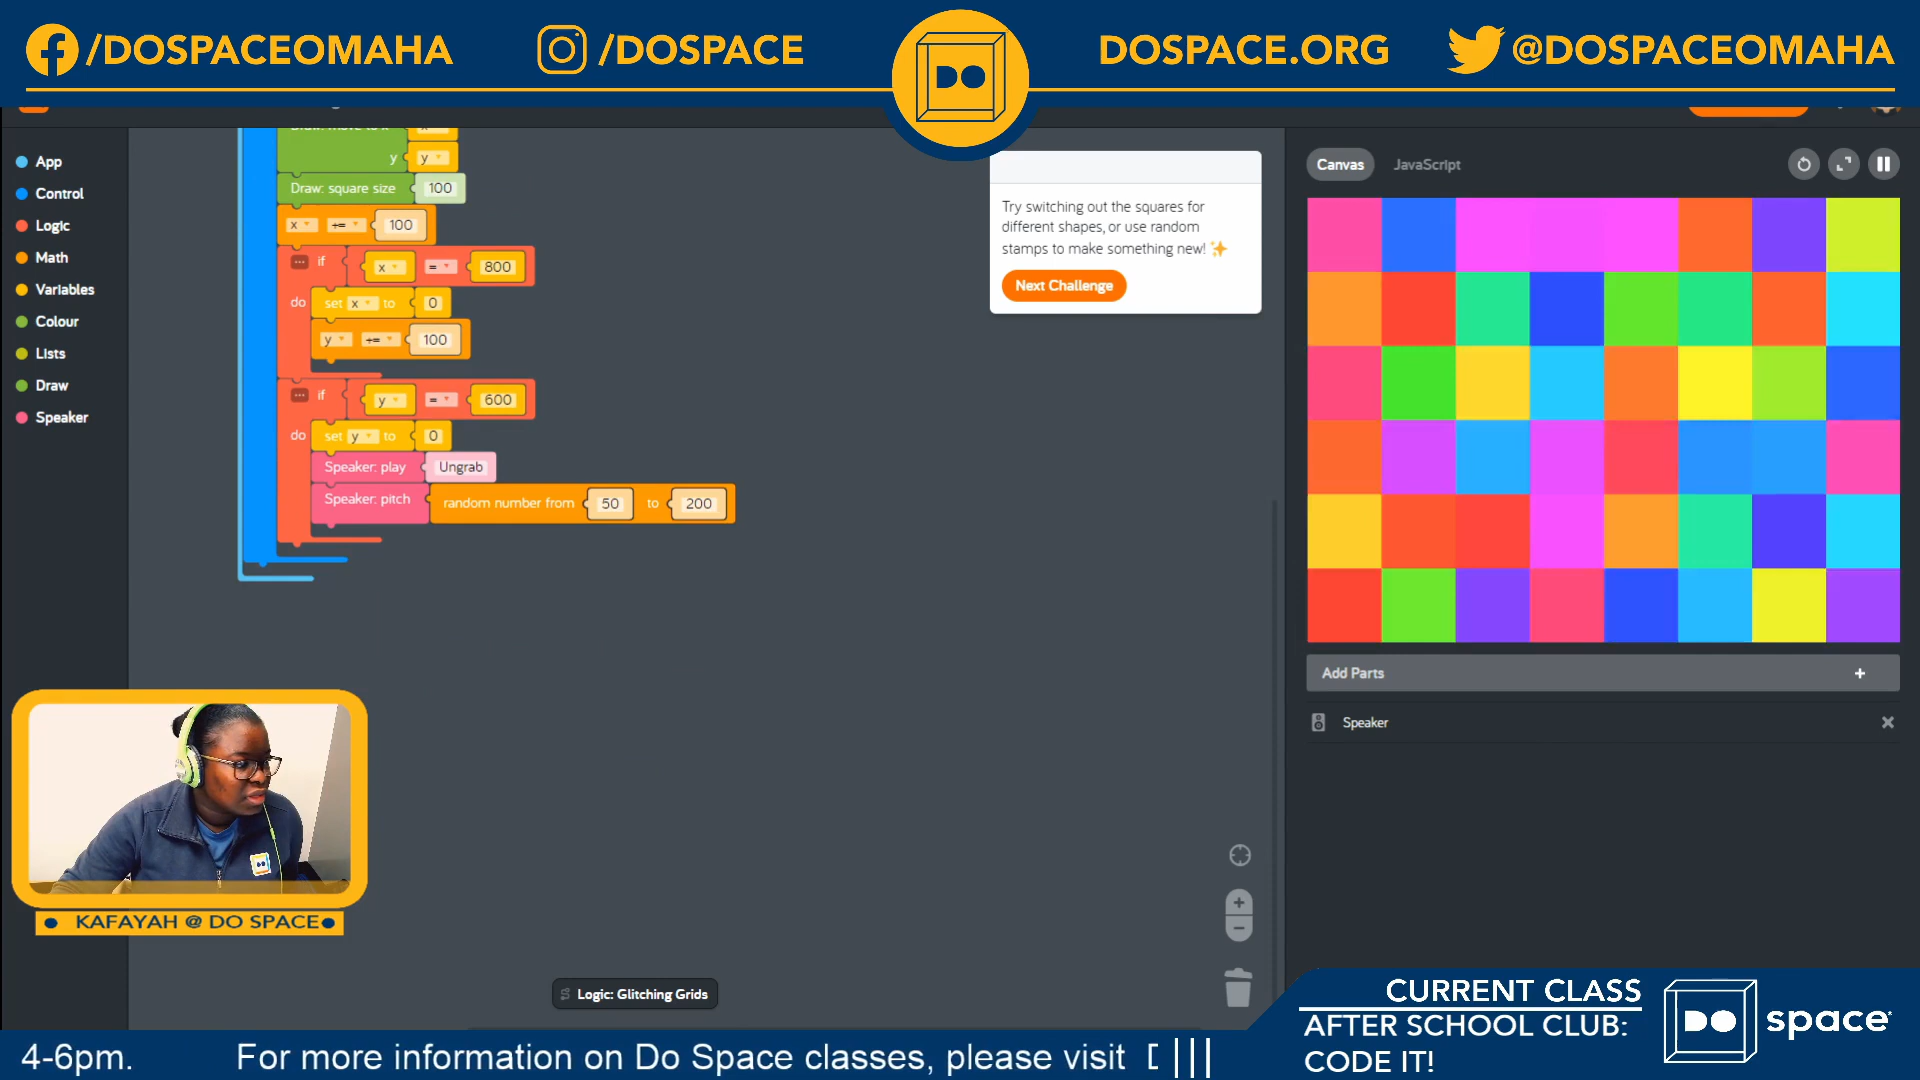 /DOSPACEOMAHA
/DOSPACE
DO
DOSPACE.ORG
@DOSPACEOMAHA
App
Control
Logic
Math
Variables
Colour
Lists
Draw
Speaker
y y
Draw: square size 100
x += 100
if x = 800
do set x to 0
y += 100
if y = 600
do set y to 0
Speaker: play Ungrab
Speaker: pitch random number from 50 to 200
Try switching out the squares for
different shapes, or use random
stamps to make something new! ✨
Next Challenge
Canvas JavaScript
Add Parts +
Speaker
KAFAYAH @ DO SPACE
Logic: Glitching Grids
CURRENT CLASS
AFTER SCHOOL CLUB:
CODE IT!
DO space
4-6pm. For more information on Do Space classes, please visit